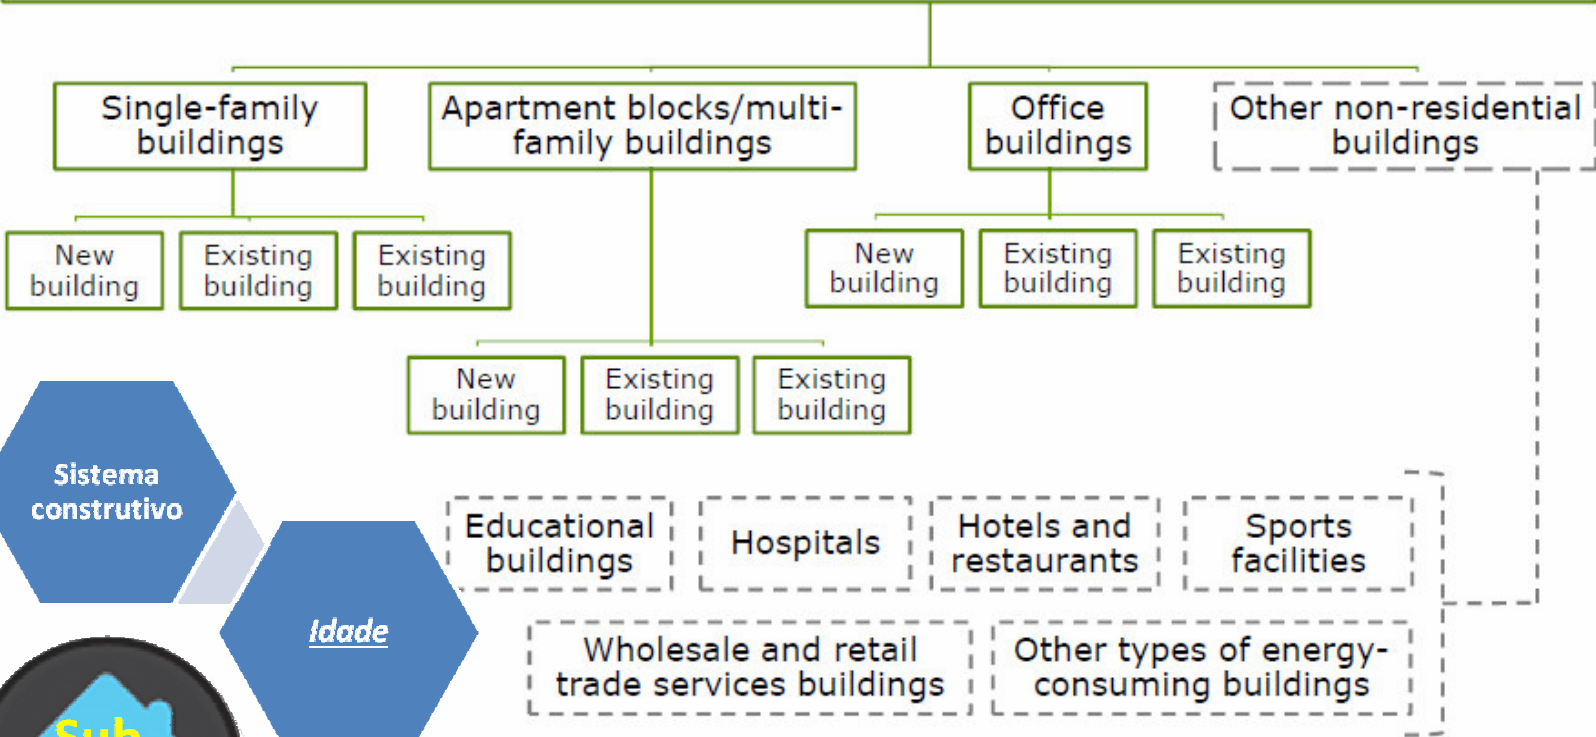 Single-family
buildings
Apartment blocks/multi-
family buildings
Office
buildings
Other non-residential
buildings
New
building
Existing
building
Existing
building
New
building
Existing
building
Existing
building
New
building
Existing
building
Existing
building
Sistema
construtivo
Idade
Educational
buildings
Hospitals
Hotels and
restaurants
Sports
facilities
Wholesale and retail
trade services buildings
Other types of energy-
consuming buildings
Sub